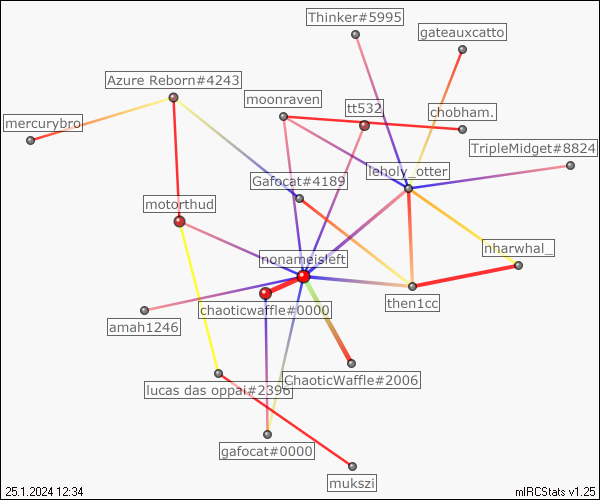 Thinker#5995
gateauxcatto
Azure Reborn#4243
moonraven
tt532
chobham.
mercurybro
TripleMidget#8824
leholy_otter
Gafocat#4189
motorthud
nharwhal_
nonameisleft
then1cc
chaoticwaffle#0000
amah1246
ChaoticWaffle#2006
lucas das oppai#2396
gafocat#0000
mukszi
25.1.2024 12:34
mIRCStats v1.25